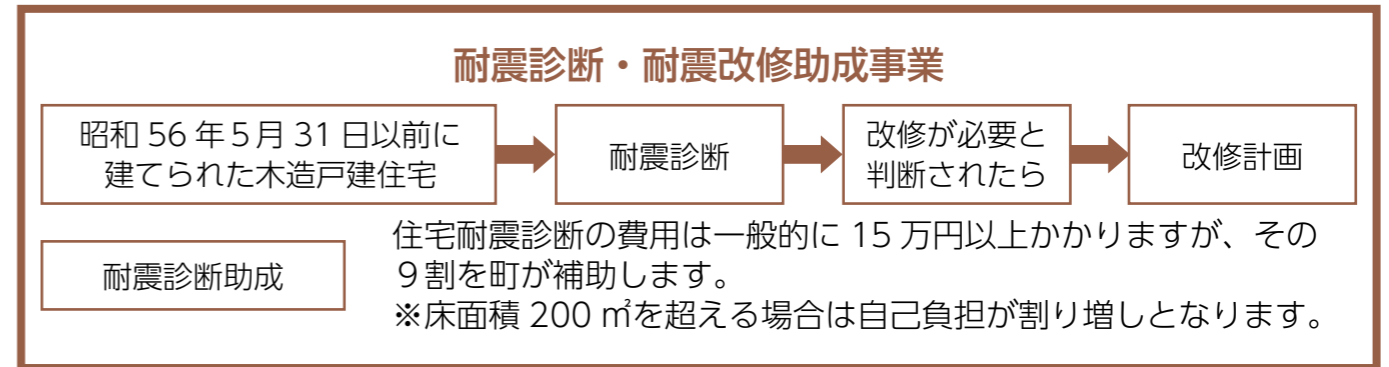 耐震診断・耐震改修助成事業
昭和 56 年５月 31 日以前に
建てられた木造戸建住宅
耐震診断
改修が必要と
判断されたら
改修計画
耐震診断助成
住宅耐震診断の費用は一般的に 15 万円以上かかりますが、その
９割を町が補助します。
※床面積 200 ㎡を超える場合は自己負担が割り増しとなります。